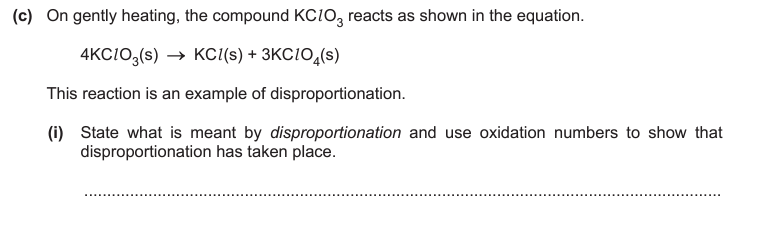 (c) On gently heating, the compound KClO₃ reacts as shown in the equation.
4KClO₃(s) → KCl(s) + 3KClO₄(s)
This reaction is an example of disproportionation.
(i) State what is meant by disproportionation and use oxidation numbers to show that
disproportionation has taken place.